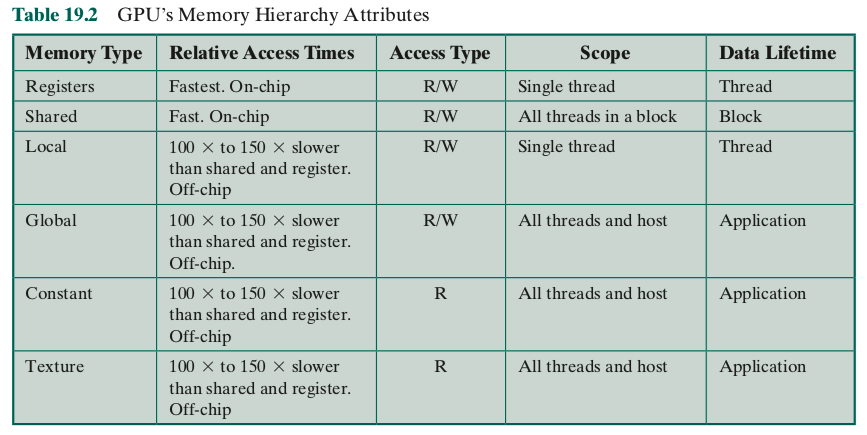 Table 19.2 GPU's Memory Hierarchy Attributes
Memory Type Relative Access Times Access Type Scope Data Lifetime
Registers Fastest. On-chip R/W Single thread Thread
Shared Fast. On-chip R/W All threads in a block Block
Local 100 × to 150 × slower R/W Single thread Thread
than shared and register.
Off-chip
Global 100 × to 150 × slower R/W All threads and host Application
than shared and register.
Off-chip.
Constant 100 × to 150 × slower R All threads and host Application
than shared and register.
Off-chip
Texture 100 × to 150 × slower R All threads and host Application
than shared and register.
Off-chip